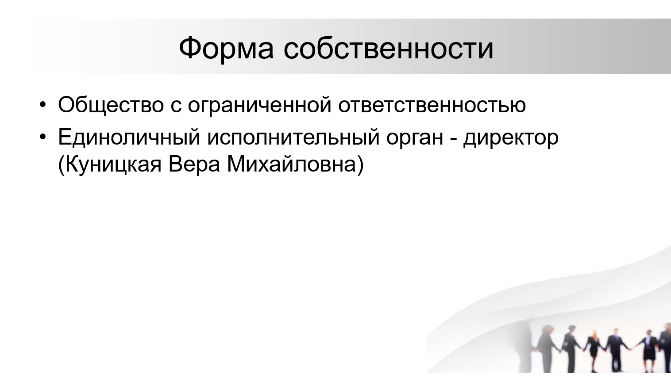 Форма собственности
• Общество с ограниченной ответственностью
• Единоличный исполнительный орган - директор
(Куницкая Вера Михайловна)